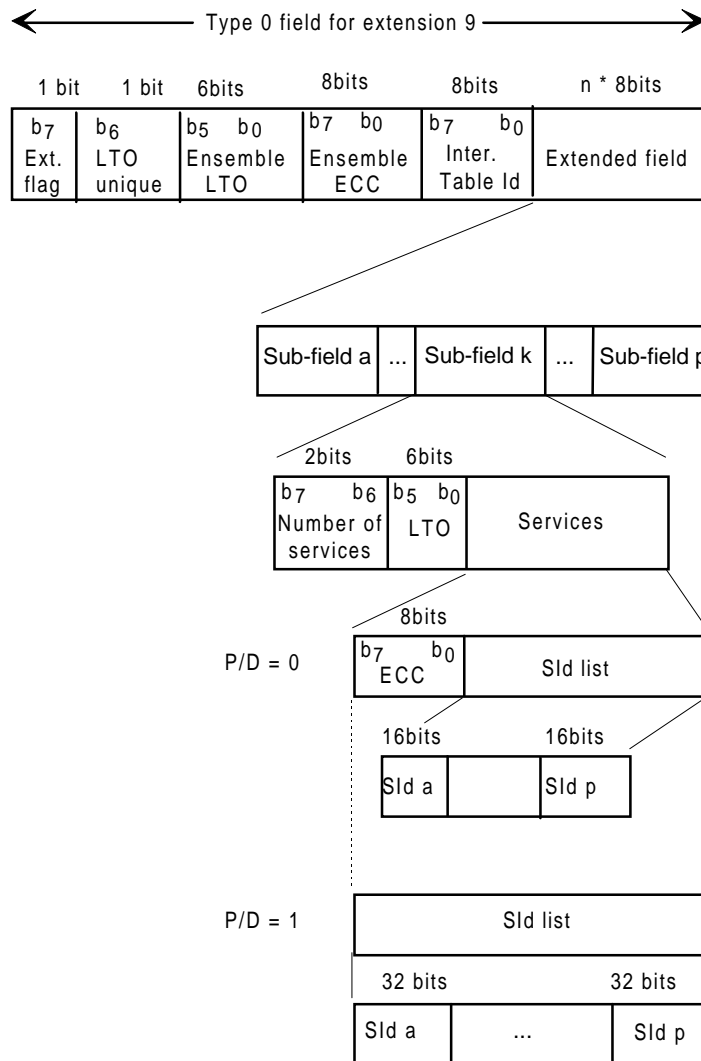 Type 0 field for extension 9
1 bit 1 bit 6bits 8bits 8bits n * 8bits
b7 b6 b5 b0 b7 b0 b7 b0
Ext. LTO Ensemble Ensemble Inter. Extended field
flag unique LTO ECC Table Id
Sub-field a ... Sub-field k ... Sub-field p
2bits 6bits
b7 b6 b5 b0
Number of LTO Services
services
8bits
P/D = 0 b7 b0 SId list
ECC
16bits 16bits
SId a SId p
P/D = 1 SId list
32 bits 32 bits
SId a ... SId p